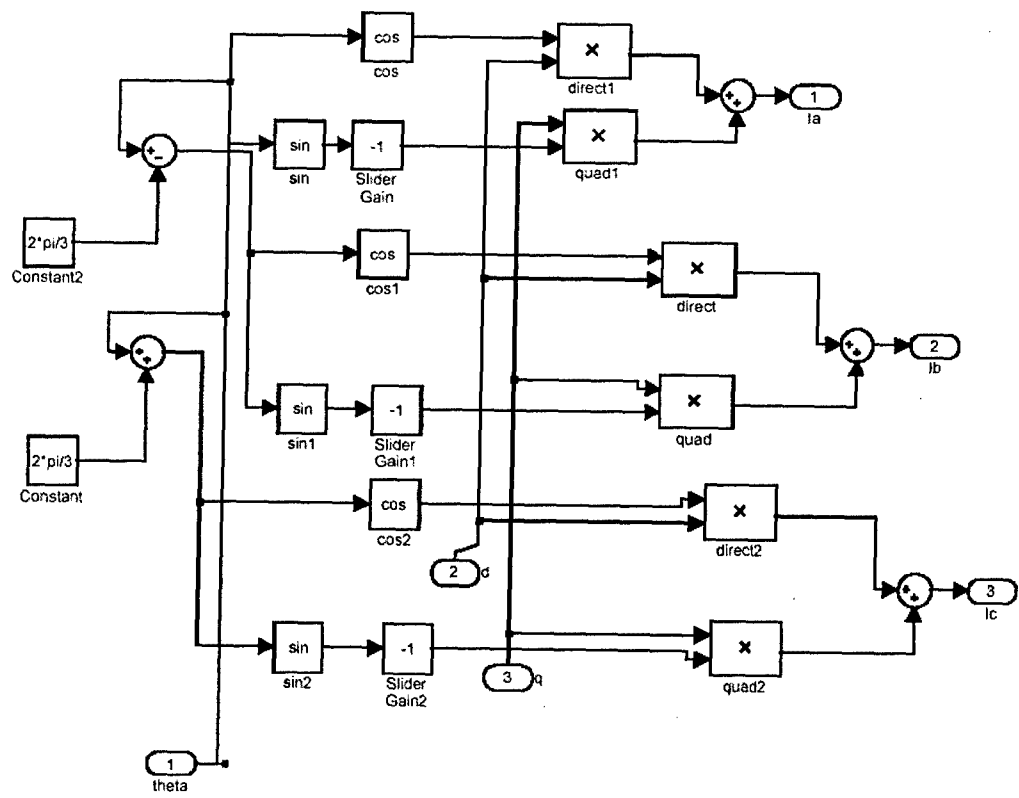 cos
cos
×
direct1
1
Ia
sin
sin
-1
Slider
Gain
×
quad1
2*pi/3
Constant2
cos
cos1
×
direct
2
Ib
sin
sin1
-1
Slider
Gain1
×
quad
2*pi/3
Constant
cos
cos2
×
direct2
2
d
3
Ic
sin
sin2
-1
Slider
Gain2
3
q
×
quad2
1
theta